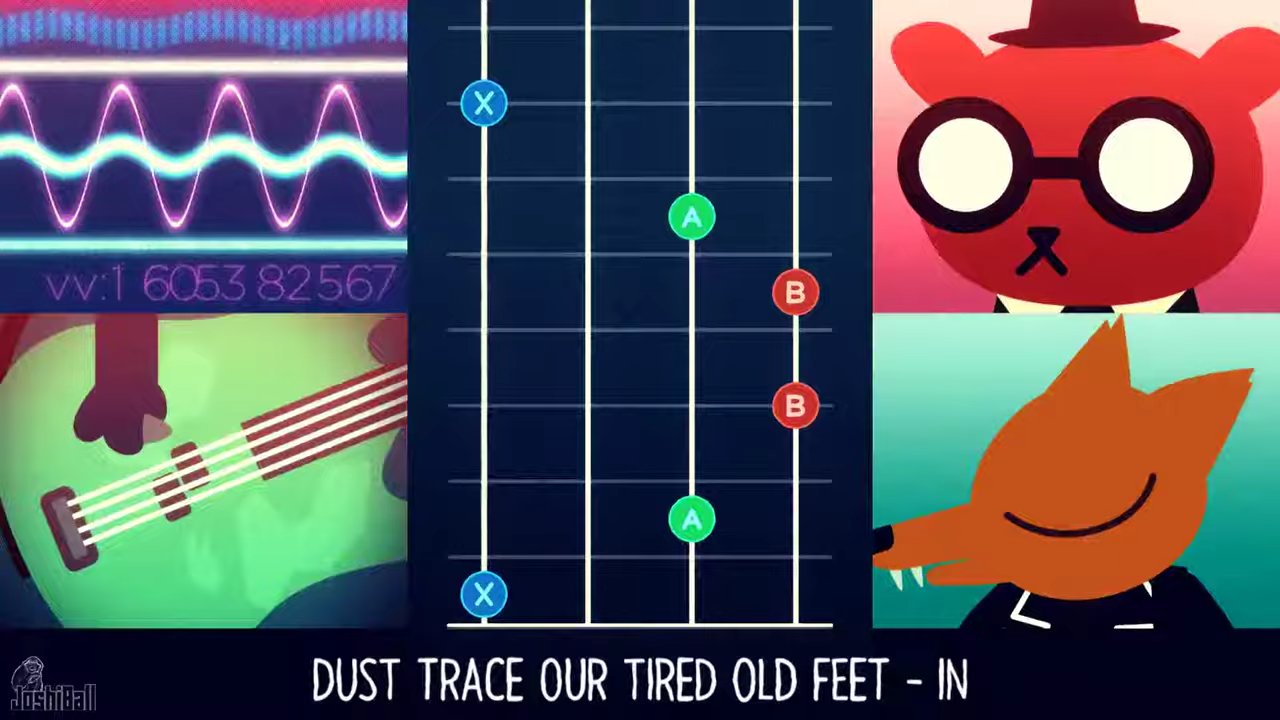 vv:1 6053 82567
X
A
B
B
A
X
DUST TRACE OUR TIRED OLD FEET - IN
JoshiBall